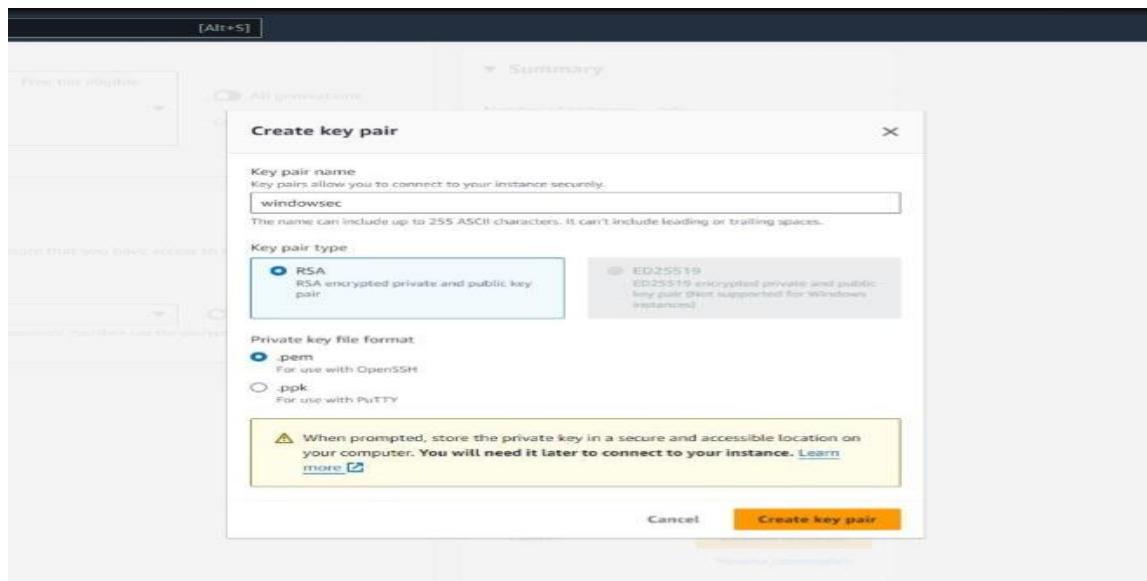 [Alt+S]
Free tier eligible
All generations
Summary
Create key pair
Key pair name
Key pairs allow you to connect to your instance securely.
windowsec
The name can include up to 255 ASCII characters. It can't include leading or trailing spaces.
Key pair type
RSA
RSA encrypted private and public key
pair
ED25519
ED25519 encrypted private and public
key pair (Not supported for Windows
instances)
Private key file format
.pem
For use with OpenSSH
.ppk
For use with PuTTY
When prompted, store the private key in a secure and accessible location on
your computer. You will need it later to connect to your instance. Learn
more
Cancel
Create key pair